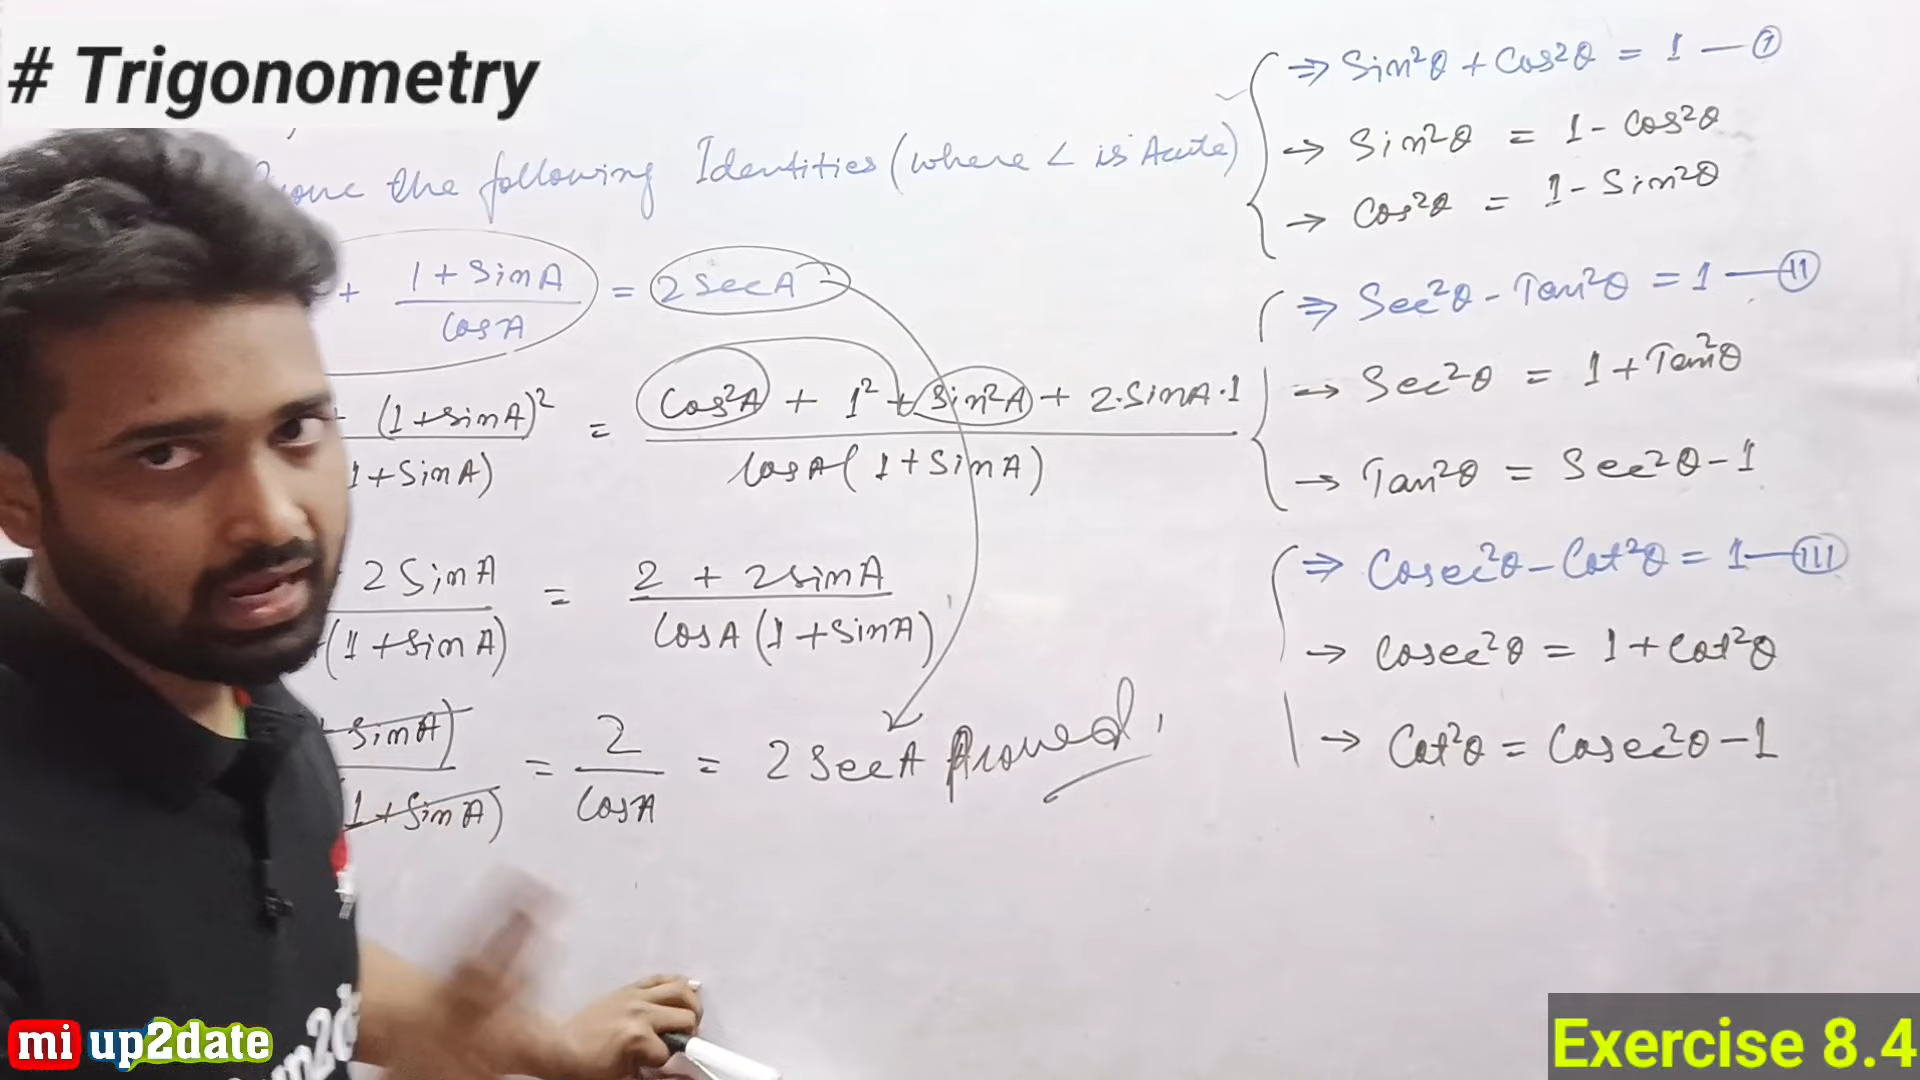 # Trigonometry
the following Identities (where ∠ is Acute)
+ (1+SinA)/CosA = 2SecA
(1+sinA)² / 1+SinA) = (Cos²A + 1² + Sin²A + 2·SinA·1) / CosA(1+SinA)
2SinA / (1+SinA) = (2 + 2sinA) / CosA(1+SinA)
SinA) / 1+SinA) = 2/CosA = 2SecA Proved.
⇒ Sin²θ + Cos²θ = 1 — I
→ Sin²θ = 1 - Cos²θ
→ Cos²θ = 1 - Sin²θ
⇒ Sec²θ - Tan²θ = 1 — II
→ Sec²θ = 1 + Tan²θ
→ Tan²θ = Sec²θ - 1
⇒ Cosec²θ - Cot²θ = 1 — III
→ Cosec²θ = 1 + Cot²θ
→ Cot²θ = Cosec²θ - 1
mi up2date
Exercise 8.4